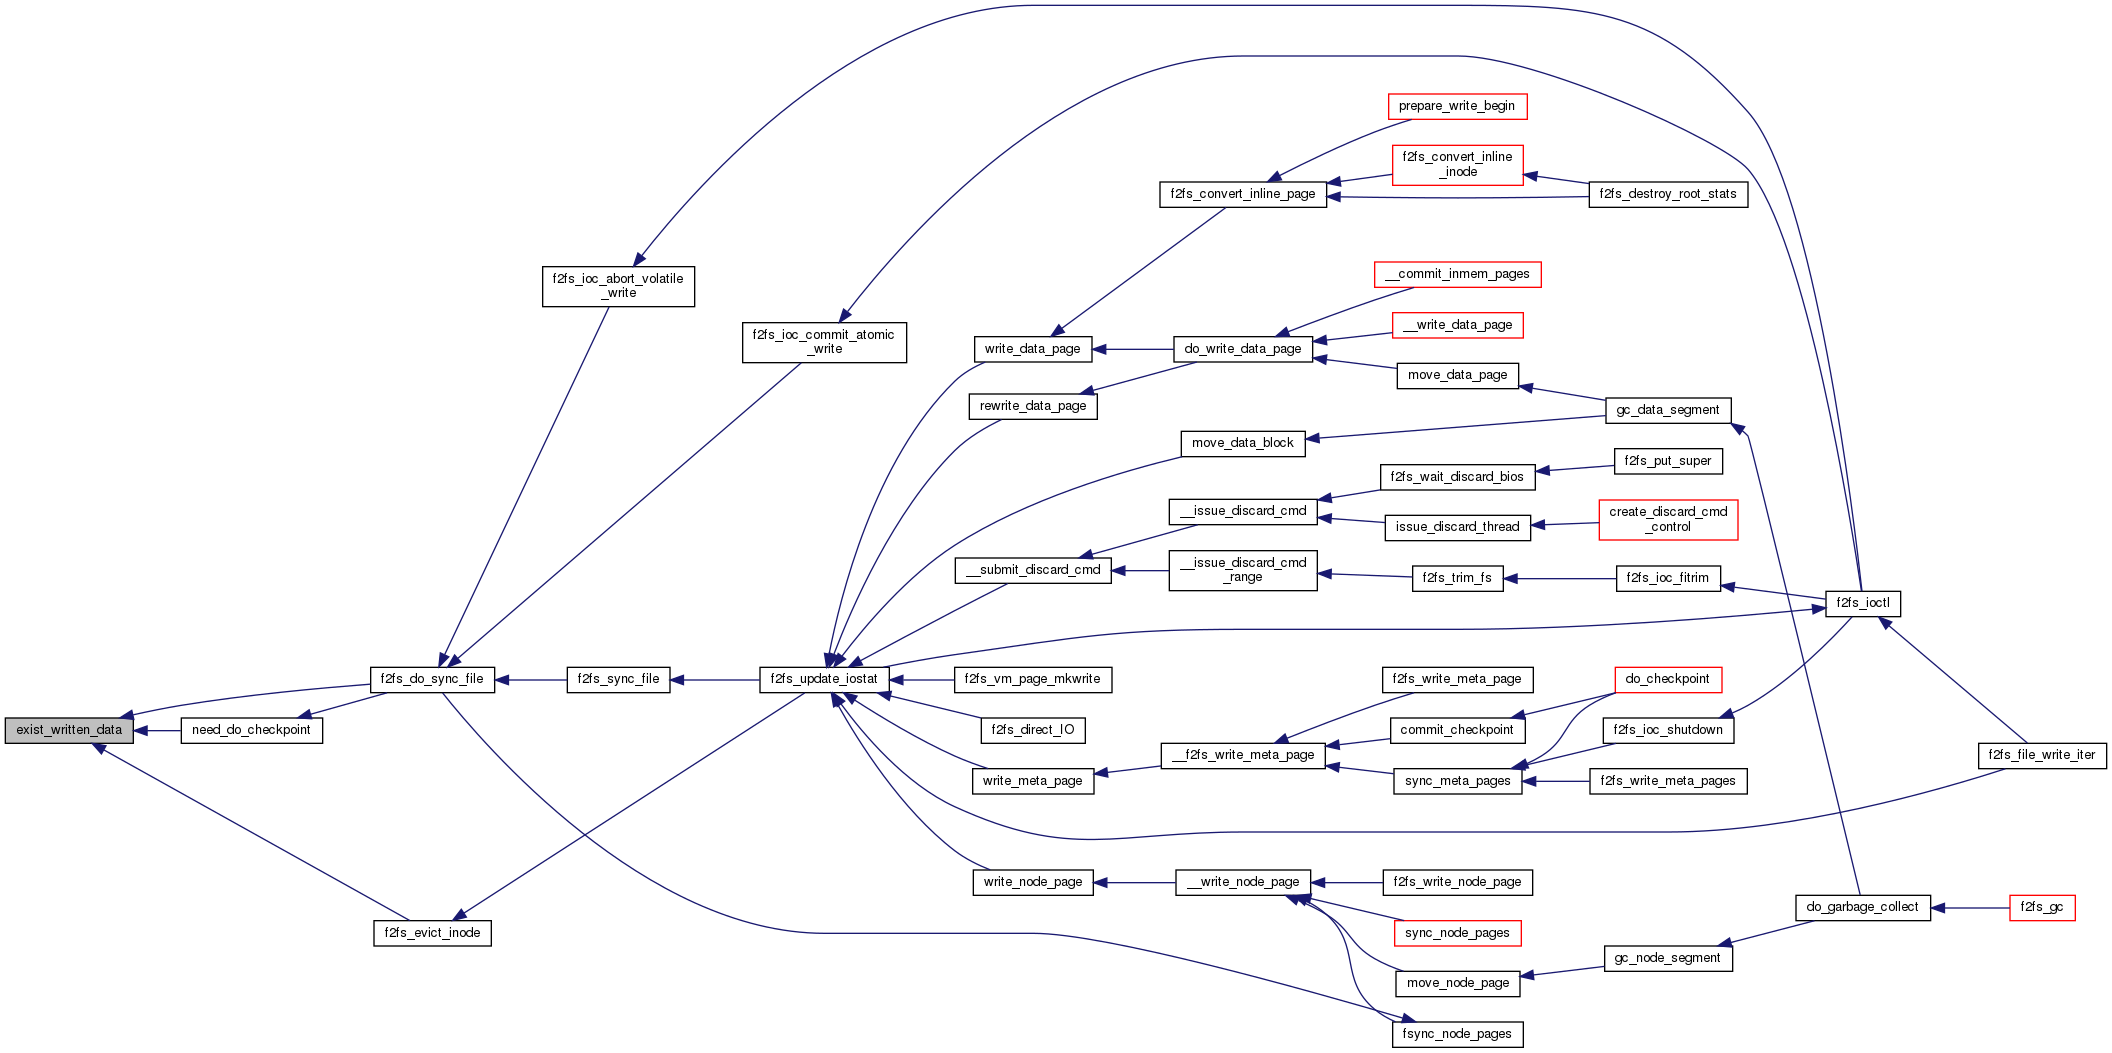 prepare_write_begin
f2fs_convert_inline
_inode
f2fs_convert_inline_page
f2fs_destroy_root_stats
f2fs_ioc_abort_volatile
_write
__commit_inmem_pages
f2fs_ioc_commit_atomic
_write
__write_data_page
write_data_page
do_write_data_page
move_data_page
rewrite_data_page
gc_data_segment
move_data_block
f2fs_put_super
f2fs_wait_discard_bios
__issue_discard_cmd
create_discard_cmd
_control
issue_discard_thread
__submit_discard_cmd
__issue_discard_cmd
_range
f2fs_trim_fs
f2fs_ioc_fitrim
f2fs_ioctl
f2fs_do_sync_file
f2fs_sync_file
f2fs_update_iostat
f2fs_vm_page_mkwrite
f2fs_write_meta_page
do_checkpoint
exist_written_data
need_do_checkpoint
f2fs_direct_IO
commit_checkpoint
f2fs_ioc_shutdown
__f2fs_write_meta_page
f2fs_file_write_iter
write_meta_page
sync_meta_pages
f2fs_write_meta_pages
write_node_page
__write_node_page
f2fs_write_node_page
do_garbage_collect
f2fs_gc
f2fs_evict_inode
sync_node_pages
gc_node_segment
move_node_page
fsync_node_pages